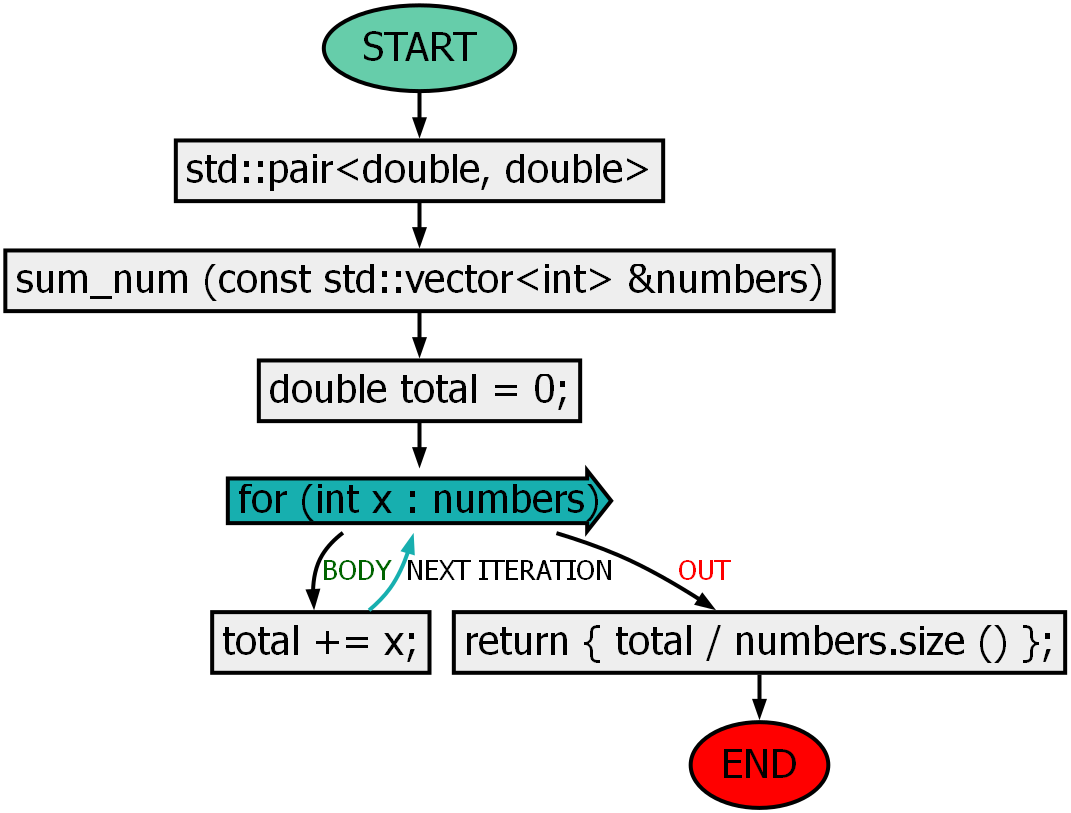 START
std::pair<double, double>
sum_num (const std::vector<int> &numbers)
double total = 0;
for (int x : numbers)
BODY
NEXT ITERATION
OUT
total += x;
return { total / numbers.size () };
END